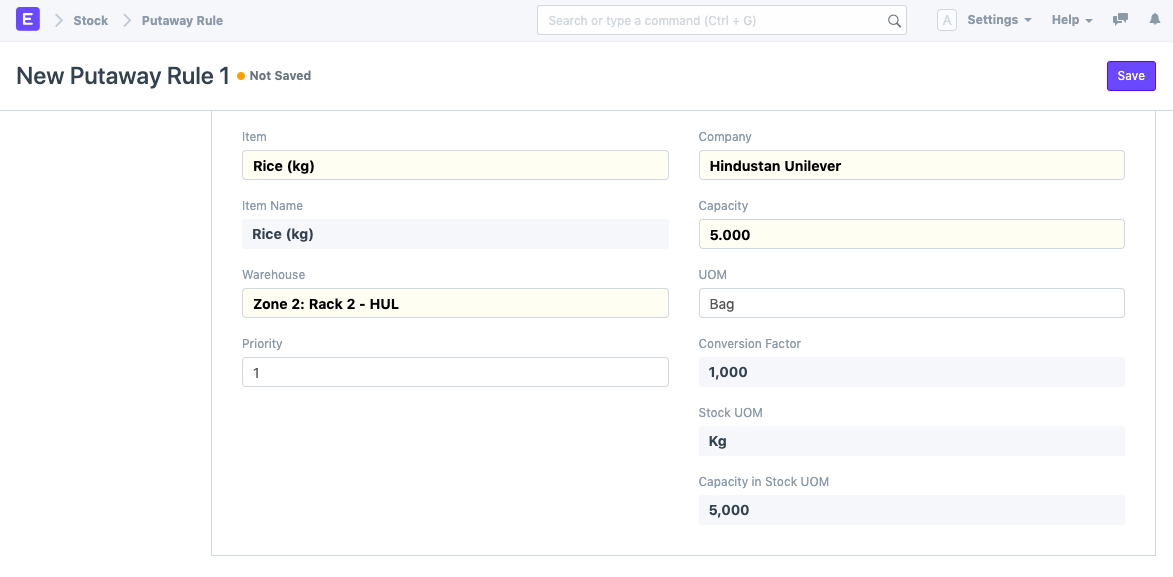 E Stock Putaway Rule Search or type a command (Ctrl + G) A Settings Help
New Putaway Rule 1 Not Saved Save
Item
Rice (kg)
Item Name
Rice (kg)
Warehouse
Zone 2: Rack 2 - HUL
Priority
1
Company
Hindustan Unilever
Capacity
5.000
UOM
Bag
Conversion Factor
1,000
Stock UOM
Kg
Capacity in Stock UOM
5,000